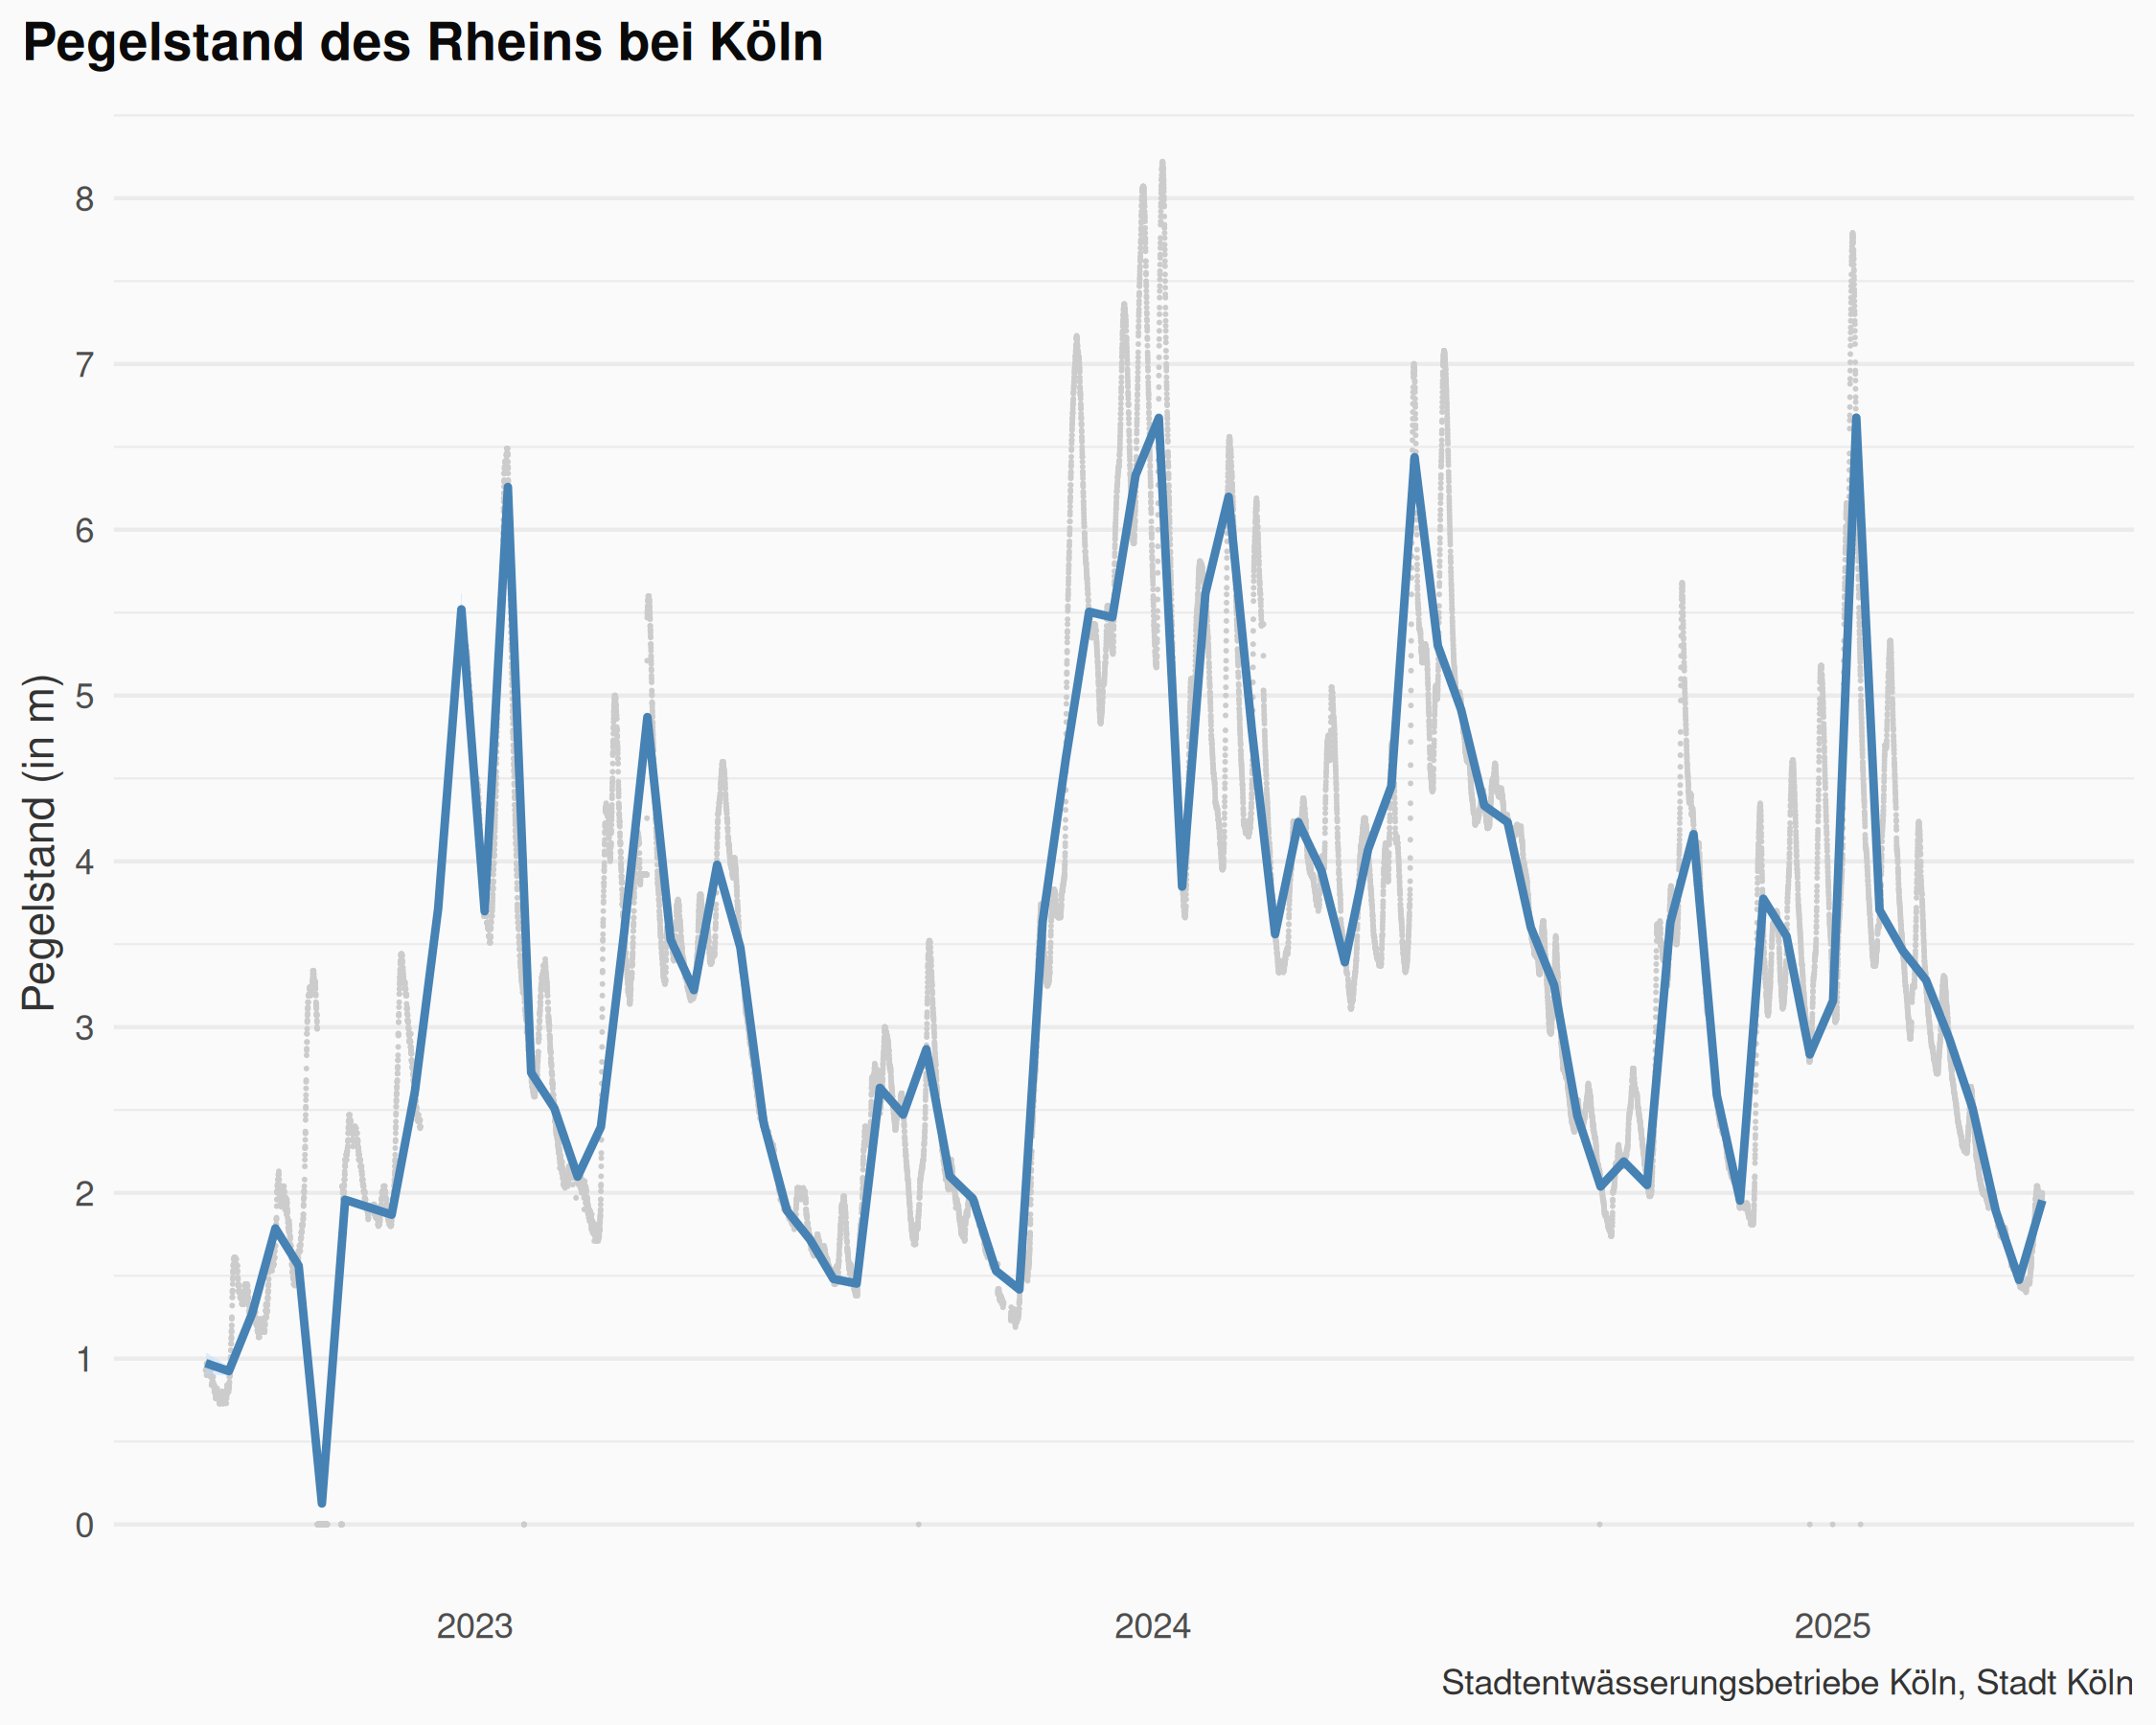 Pegelstand des Rheins bei Köln
Pegelstand (in m)
8
7
6
5
4
3
2
1
0
2023 2024 2025
Stadtentwässerungsbetriebe Köln, Stadt Köln